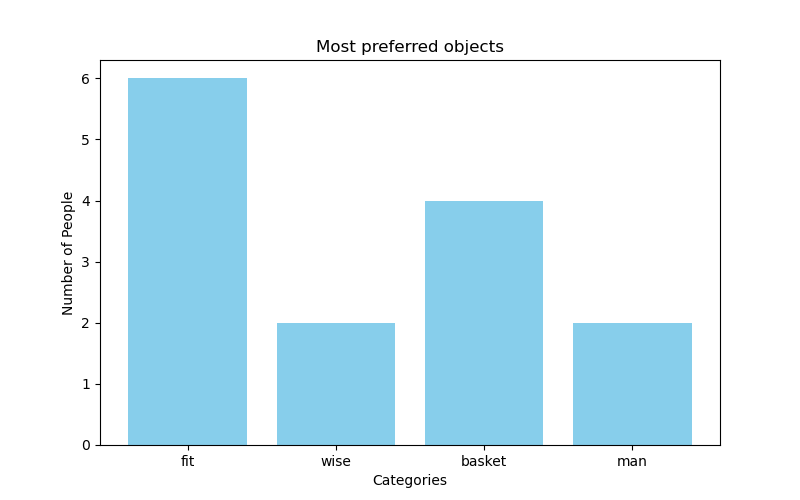 Most preferred objects
6
5
4
3
2
1
0
Number of People
fit wise basket man
Categories